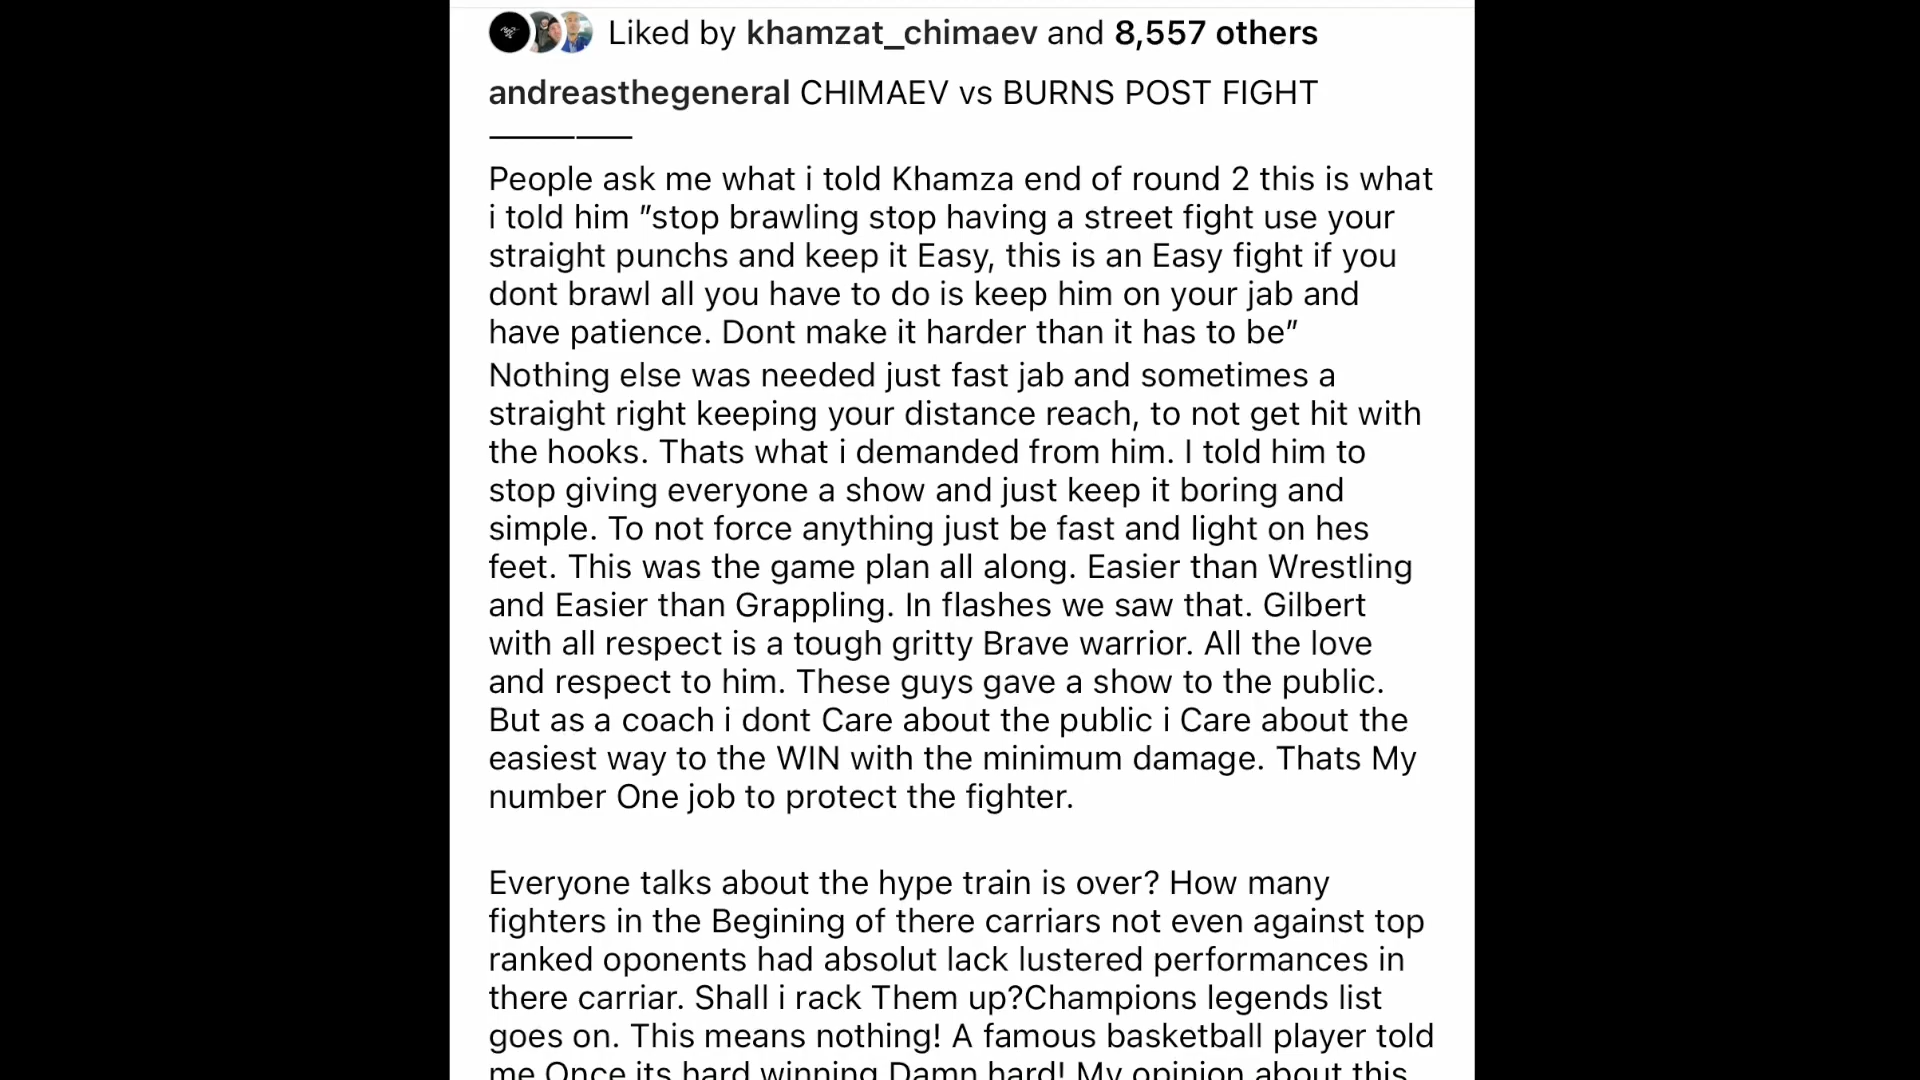 Liked by khamzat_chimaev and 8,557 others
andreasthegeneral CHIMAEV vs BURNS POST FIGHT
————–
People ask me what i told Khamza end of round 2 this is what
i told him ”stop brawling stop having a street fight use your
straight punchs and keep it Easy, this is an Easy fight if you
dont brawl all you have to do is keep him on your jab and
have patience. Dont make it harder than it has to be”
Nothing else was needed just fast jab and sometimes a
straight right keeping your distance reach, to not get hit with
the hooks. Thats what i demanded from him. I told him to
stop giving everyone a show and just keep it boring and
simple. To not force anything just be fast and light on hes
feet. This was the game plan all along. Easier than Wrestling
and Easier than Grappling. In flashes we saw that. Gilbert
with all respect is a tough gritty Brave warrior. All the love
and respect to him. These guys gave a show to the public.
But as a coach i dont Care about the public i Care about the
easiest way to the WIN with the minimum damage. Thats My
number One job to protect the fighter.
Everyone talks about the hype train is over? How many
fighters in the Begining of there carriars not even against top
ranked oponents had absolut lack lustered performances in
there carriar. Shall i rack Them up?Champions legends list
goes on. This means nothing! A famous basketball player told
me Once its hard winning Damn hard! My opinion about this